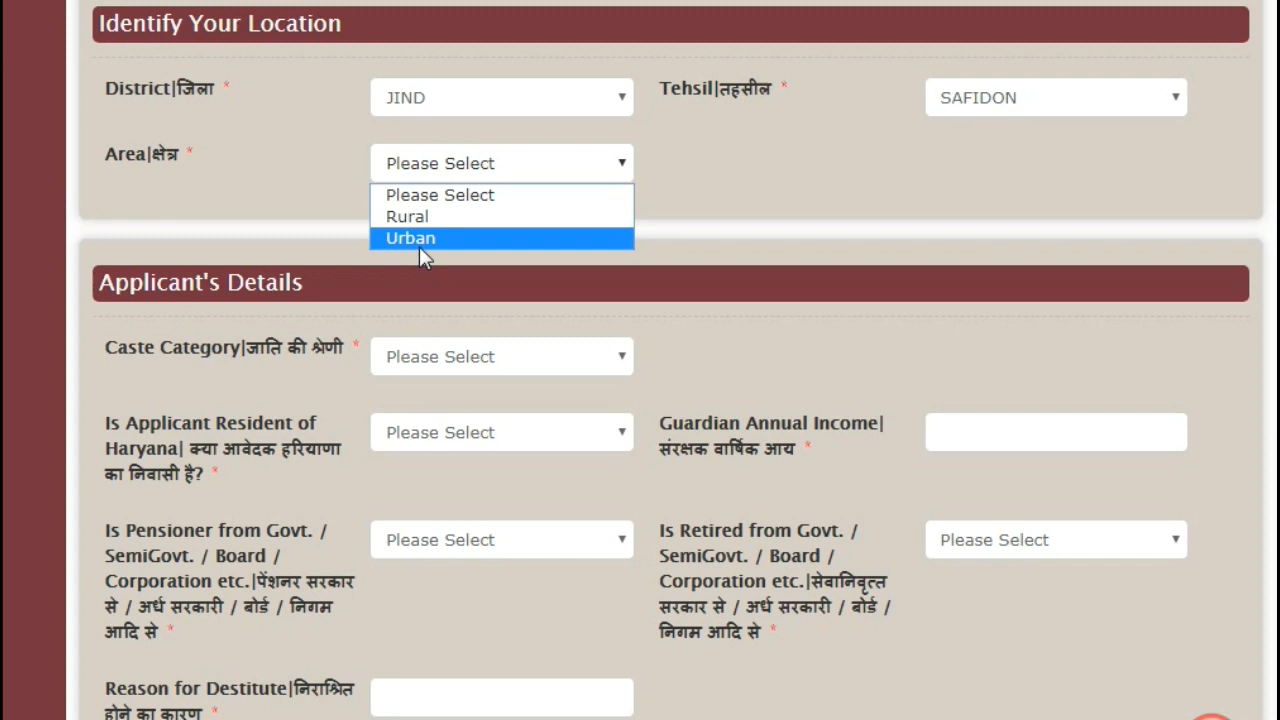 Identify Your Location
District|जिला * JIND Tehsil|तहसील * SAFIDON
Area|क्षेत्र * Please Select
Please Select
Rural
Urban
Applicant's Details
Caste Category|जाति की श्रेणी * Please Select
Is Applicant Resident of
Haryana| क्या आवेदक हरियाणा
का निवासी है? *
Please Select
Guardian Annual Income|
संरक्षक वार्षिक आय *
Is Pensioner from Govt. /
SemiGovt. / Board /
Corporation etc.|पेंशनर सरकार
से / अर्ध सरकारी / बोर्ड / निगम
आदि से *
Please Select
Is Retired from Govt. /
SemiGovt. / Board /
Corporation etc.|सेवानिवृत्त
सरकार से / अर्ध सरकारी / बोर्ड /
निगम आदि से *
Please Select
Reason for Destitute|निराश्रित
होने का कारण *